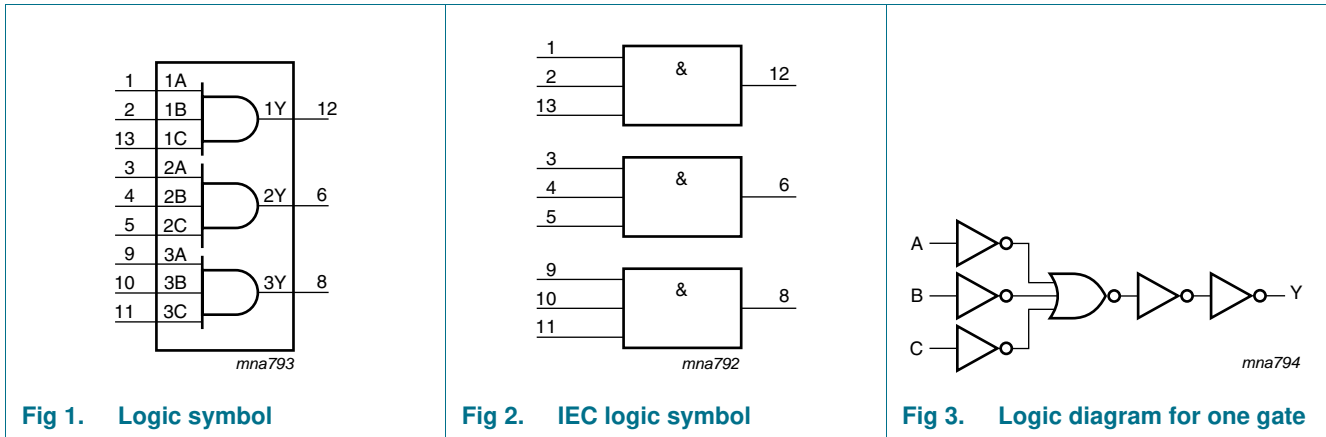 1 1A
2 1B 1Y 12
13 1C
3 2A
4 2B 2Y 6
5 2C
9 3A
10 3B 3Y 8
11 3C
mna793
Fig 1. Logic symbol
1
2 & 12
13
3
4 & 6
5
9
10 & 8
11
mna792
Fig 2. IEC logic symbol
A
B Y
C
mna794
Fig 3. Logic diagram for one gate